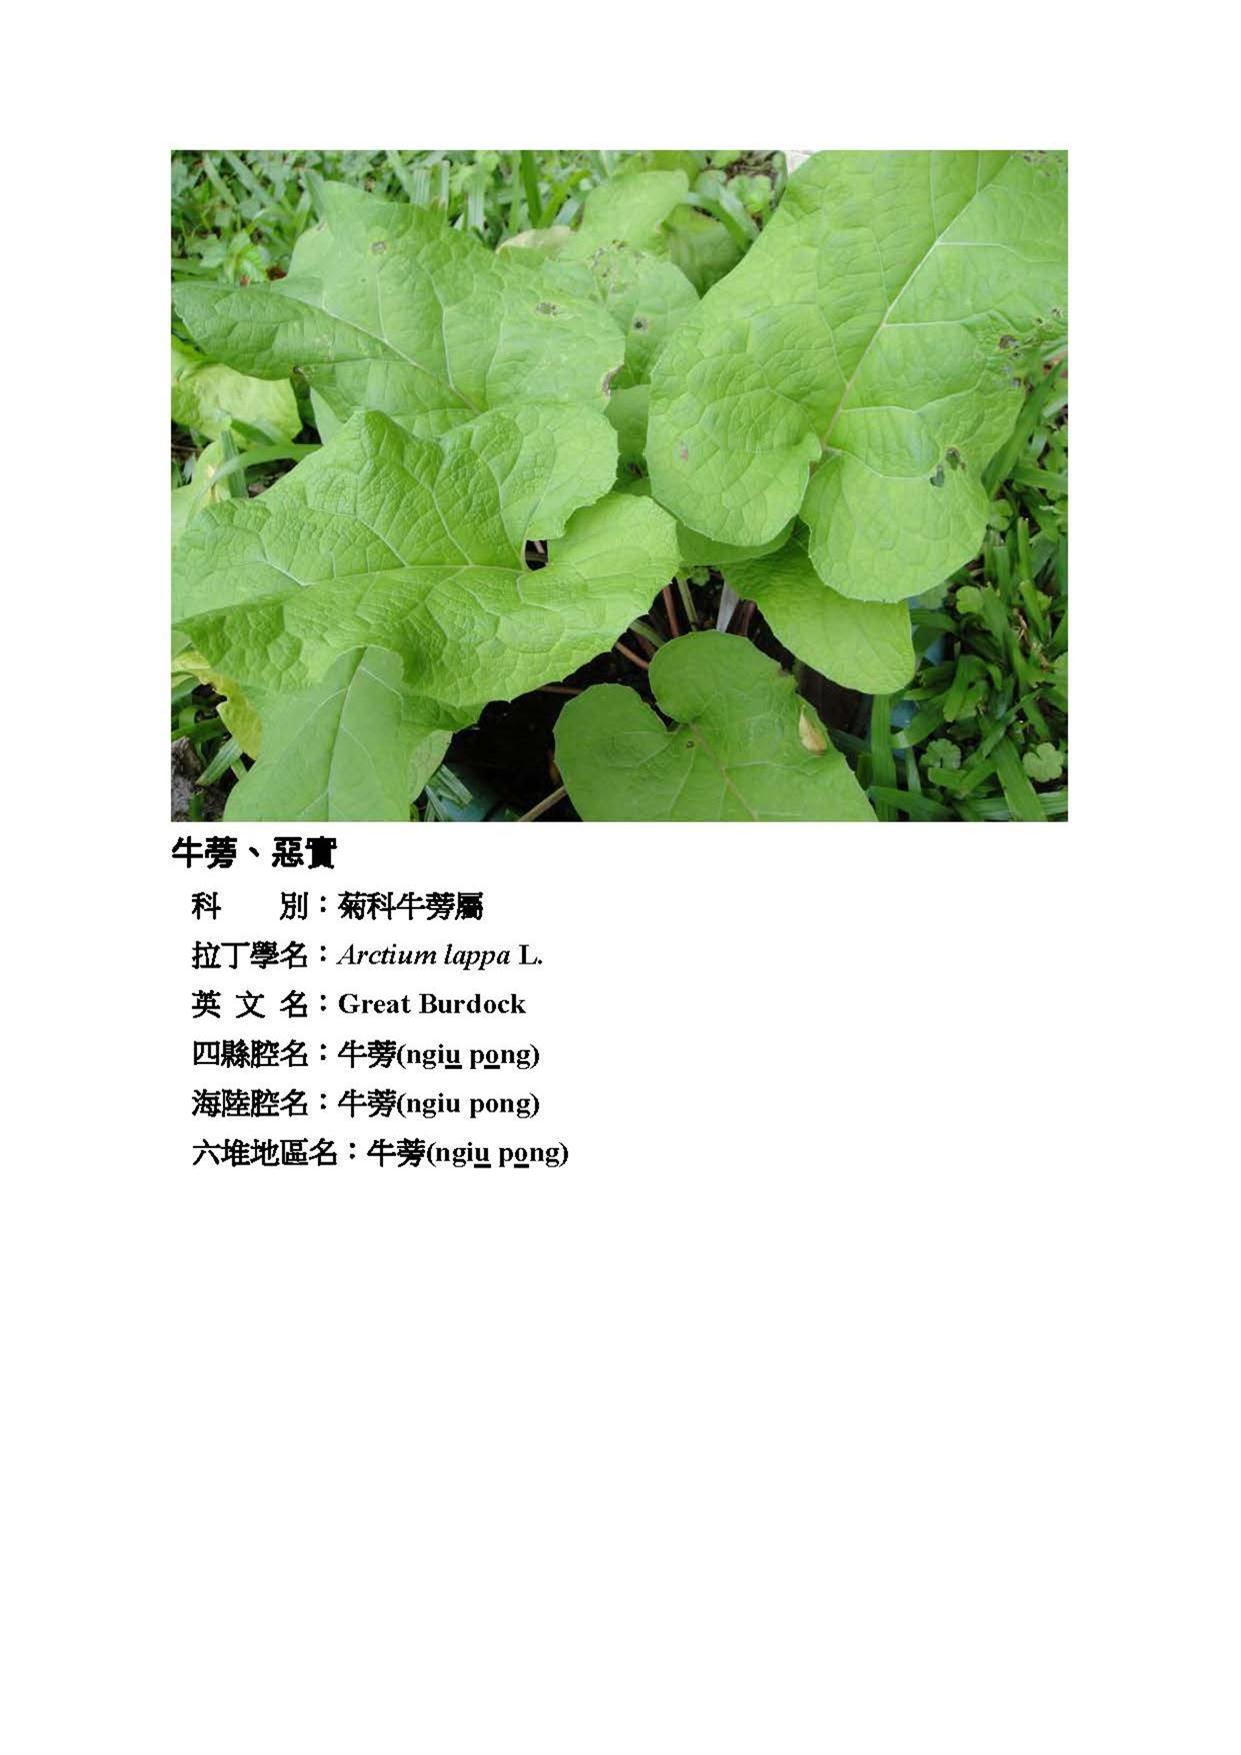 牛蒡、惡實
科　　別：菊科牛蒡屬
拉丁學名：Arctium lappa L.
英 文 名：Great Burdock
四縣腔名：牛蒡(ngiu pong)
海陸腔名：牛蒡(ngiu pong)
六堆地區名：牛蒡(ngiu pong)